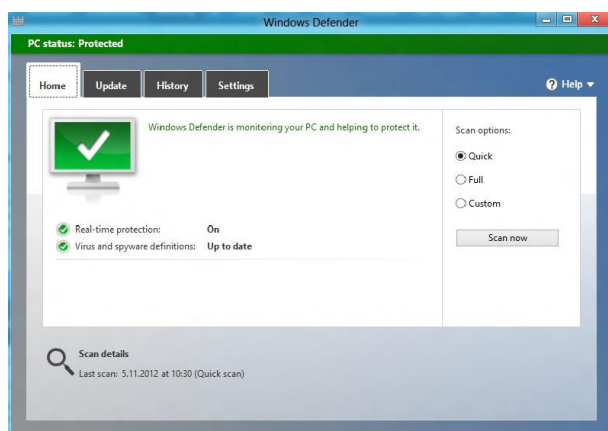 Windows Defender
PC status: Protected
Home
Update
History
Settings
Help
Windows Defender is monitoring your PC and helping to protect it.
Real-time protection: On
Virus and spyware definitions: Up to date
Scan options:
Quick
Full
Custom
Scan now
Scan details
Last scan: 5.11.2012 at 10:30 (Quick scan)